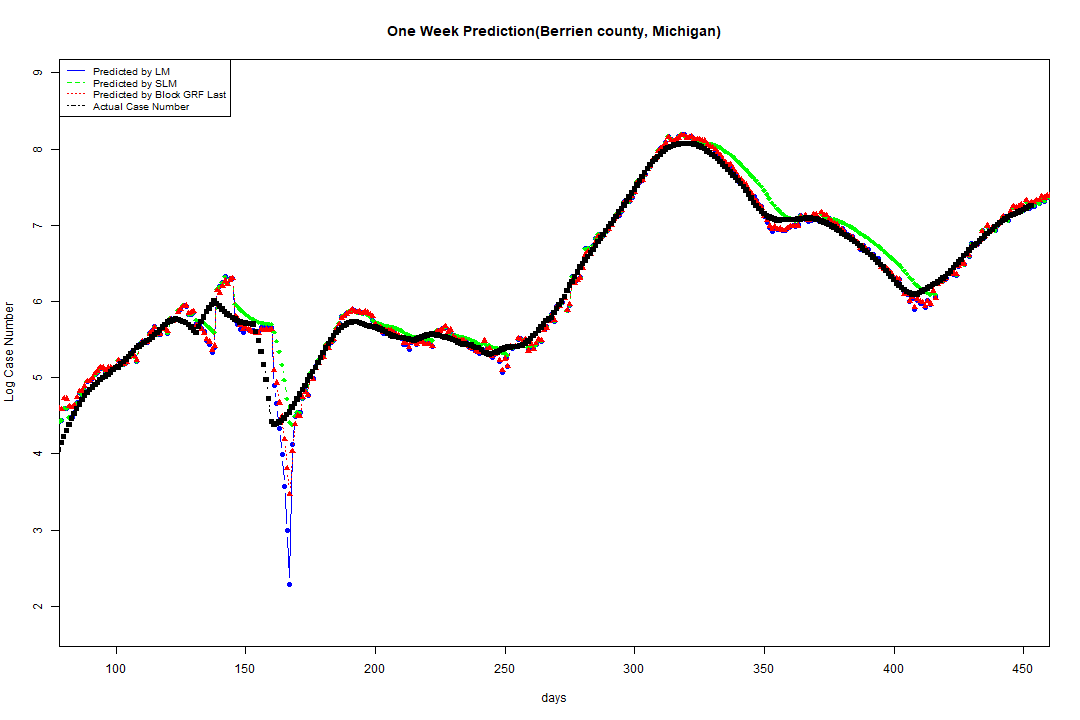 One Week Prediction(Berrien county, Michigan)
Predicted by LM
Predicted by SLM
Predicted by Block GRF Last
Actual Case Number
Log Case Number
9
8
7
6
5
4
3
2
100 150 200 250 300 350 400 450
days